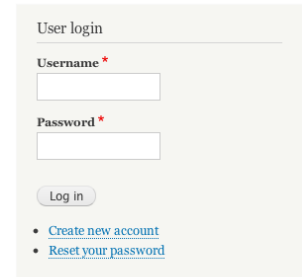 User login
Username *
Password *
Log in
Create new account
Reset your password